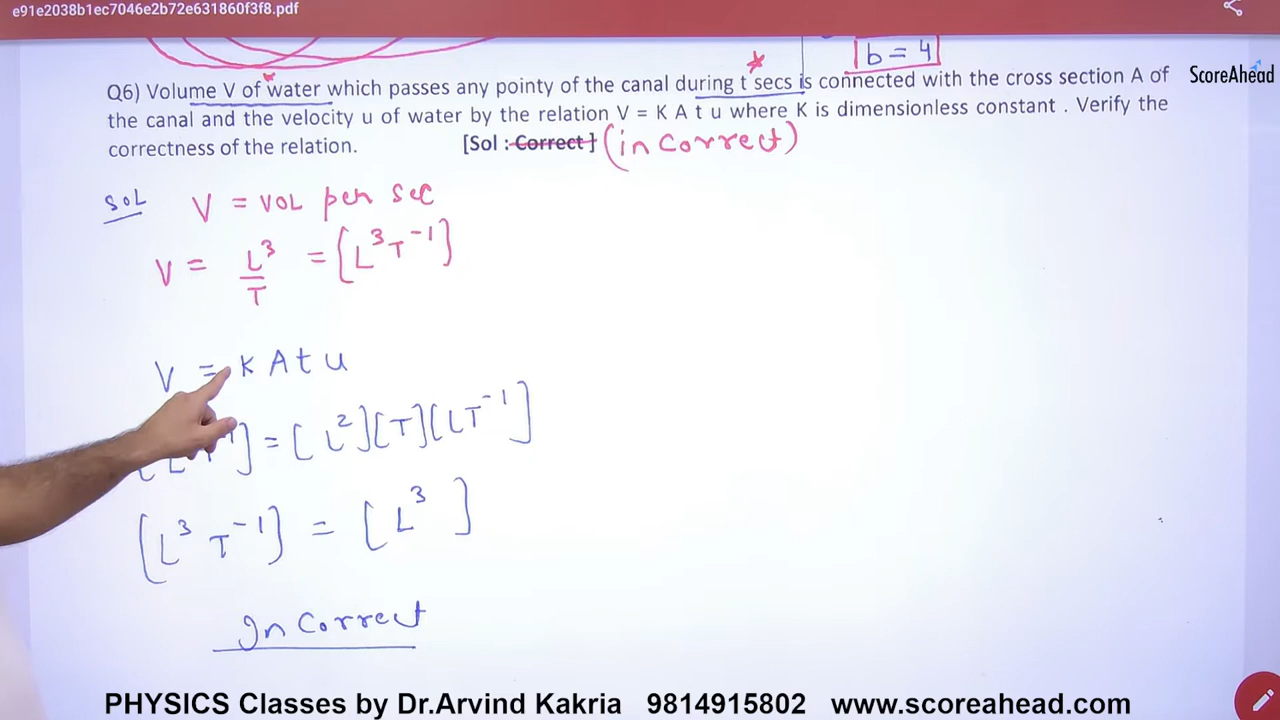 e91e2038b1ec7046e2b72e631860f3f8.pdf
b = 4
ScoreAhead
Q6) Volume V of water which passes any pointy of the canal during t secs is connected with the cross section A of
the canal and the velocity u of water by the relation V = K A t u where K is dimensionless constant . Verify the
correctness of the relation. [Sol : Correct ] (in correct)
SOL V = VOL per sec
V = L³/T = [L³T⁻¹]
V = K A t u
] = [L²][T][LT⁻¹]
[L³ T⁻¹] = [L³ ]
In Correct
PHYSICS Classes by Dr.Arvind Kakria 9814915802 www.scoreahead.com